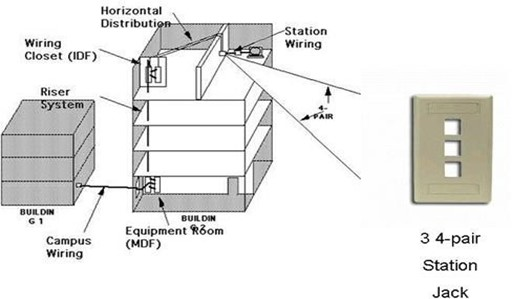 Horizontal
Distribution
Wiring
Closet (IDF)
Station
Wiring
Riser
System
4-
PAIR
BUILDIN
G 1
BUILDIN
Campus
Wiring
Equipment Room
(MDF)
3 4-pair
Station
Jack